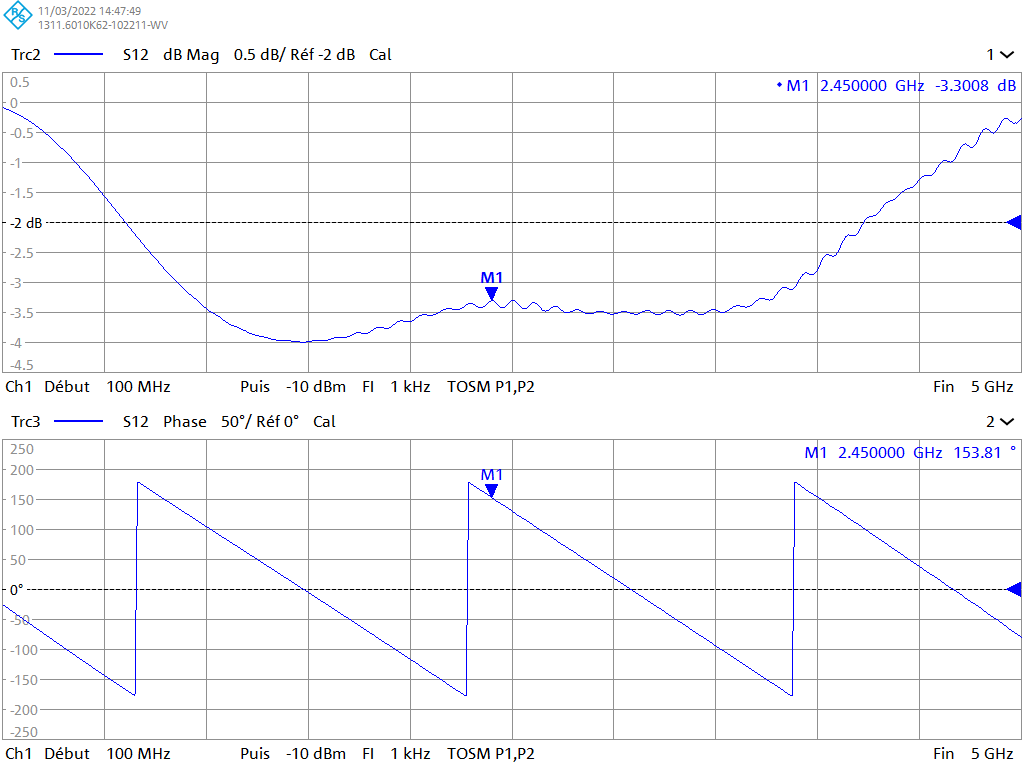 R&S
11/03/2022 14:47:49
1311.6010K62-102211-WV
Trc2 S12 dB Mag 0.5 dB/ Réf -2 dB Cal 1
0.5
M1 2.450000 GHz -3.3008 dB
0
-0.5
-1
-1.5
-2 dB
-2.5
-3
M1
-3.5
-4
-4.5
Ch1 Début 100 MHz Puis -10 dBm FI 1 kHz TOSM P1,P2 Fin 5 GHz
Trc3 S12 Phase 50°/ Réf 0° Cal 2
250
M1 2.450000 GHz 153.81 °
200
M1
150
100
50
0°
-50
-100
-150
-200
-250
Ch1 Début 100 MHz Puis -10 dBm FI 1 kHz TOSM P1,P2 Fin 5 GHz